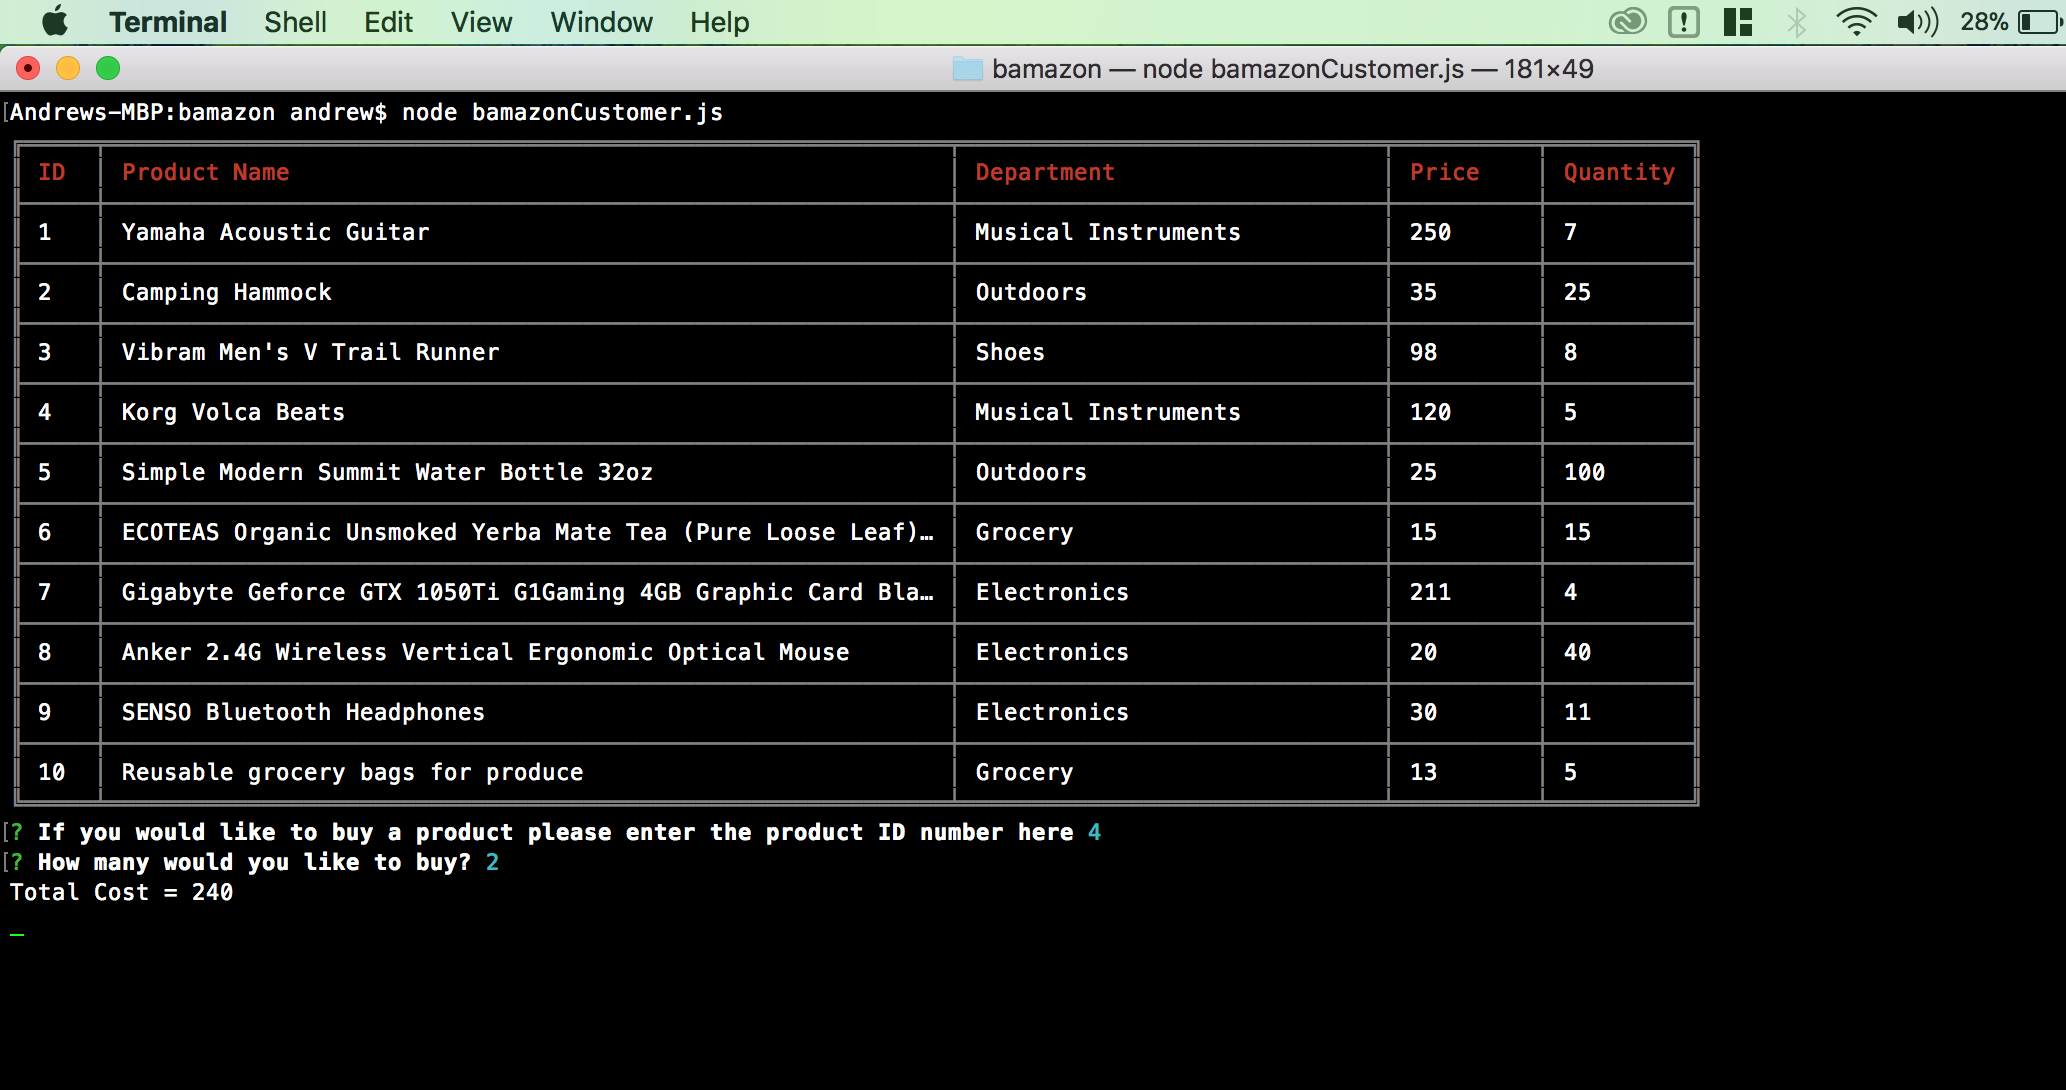 Terminal Shell Edit View Window Help 28%
bamazon — node bamazonCustomer.js — 181×49
Andrews-MBP:bamazon andrew$ node bamazonCustomer.js
ID Product Name Department Price Quantity
1 Yamaha Acoustic Guitar Musical Instruments 250 7
2 Camping Hammock Outdoors 35 25
3 Vibram Men's V Trail Runner Shoes 98 8
4 Korg Volca Beats Musical Instruments 120 5
5 Simple Modern Summit Water Bottle 32oz Outdoors 25 100
6 ECOTEAS Organic Unsmoked Yerba Mate Tea (Pure Loose Leaf)… Grocery 15 15
7 Gigabyte Geforce GTX 1050Ti G1Gaming 4GB Graphic Card Bla… Electronics 211 4
8 Anker 2.4G Wireless Vertical Ergonomic Optical Mouse Electronics 20 40
9 SENSO Bluetooth Headphones Electronics 30 11
10 Reusable grocery bags for produce Grocery 13 5
? If you would like to buy a product please enter the product ID number here 4
? How many would you like to buy? 2
Total Cost = 240